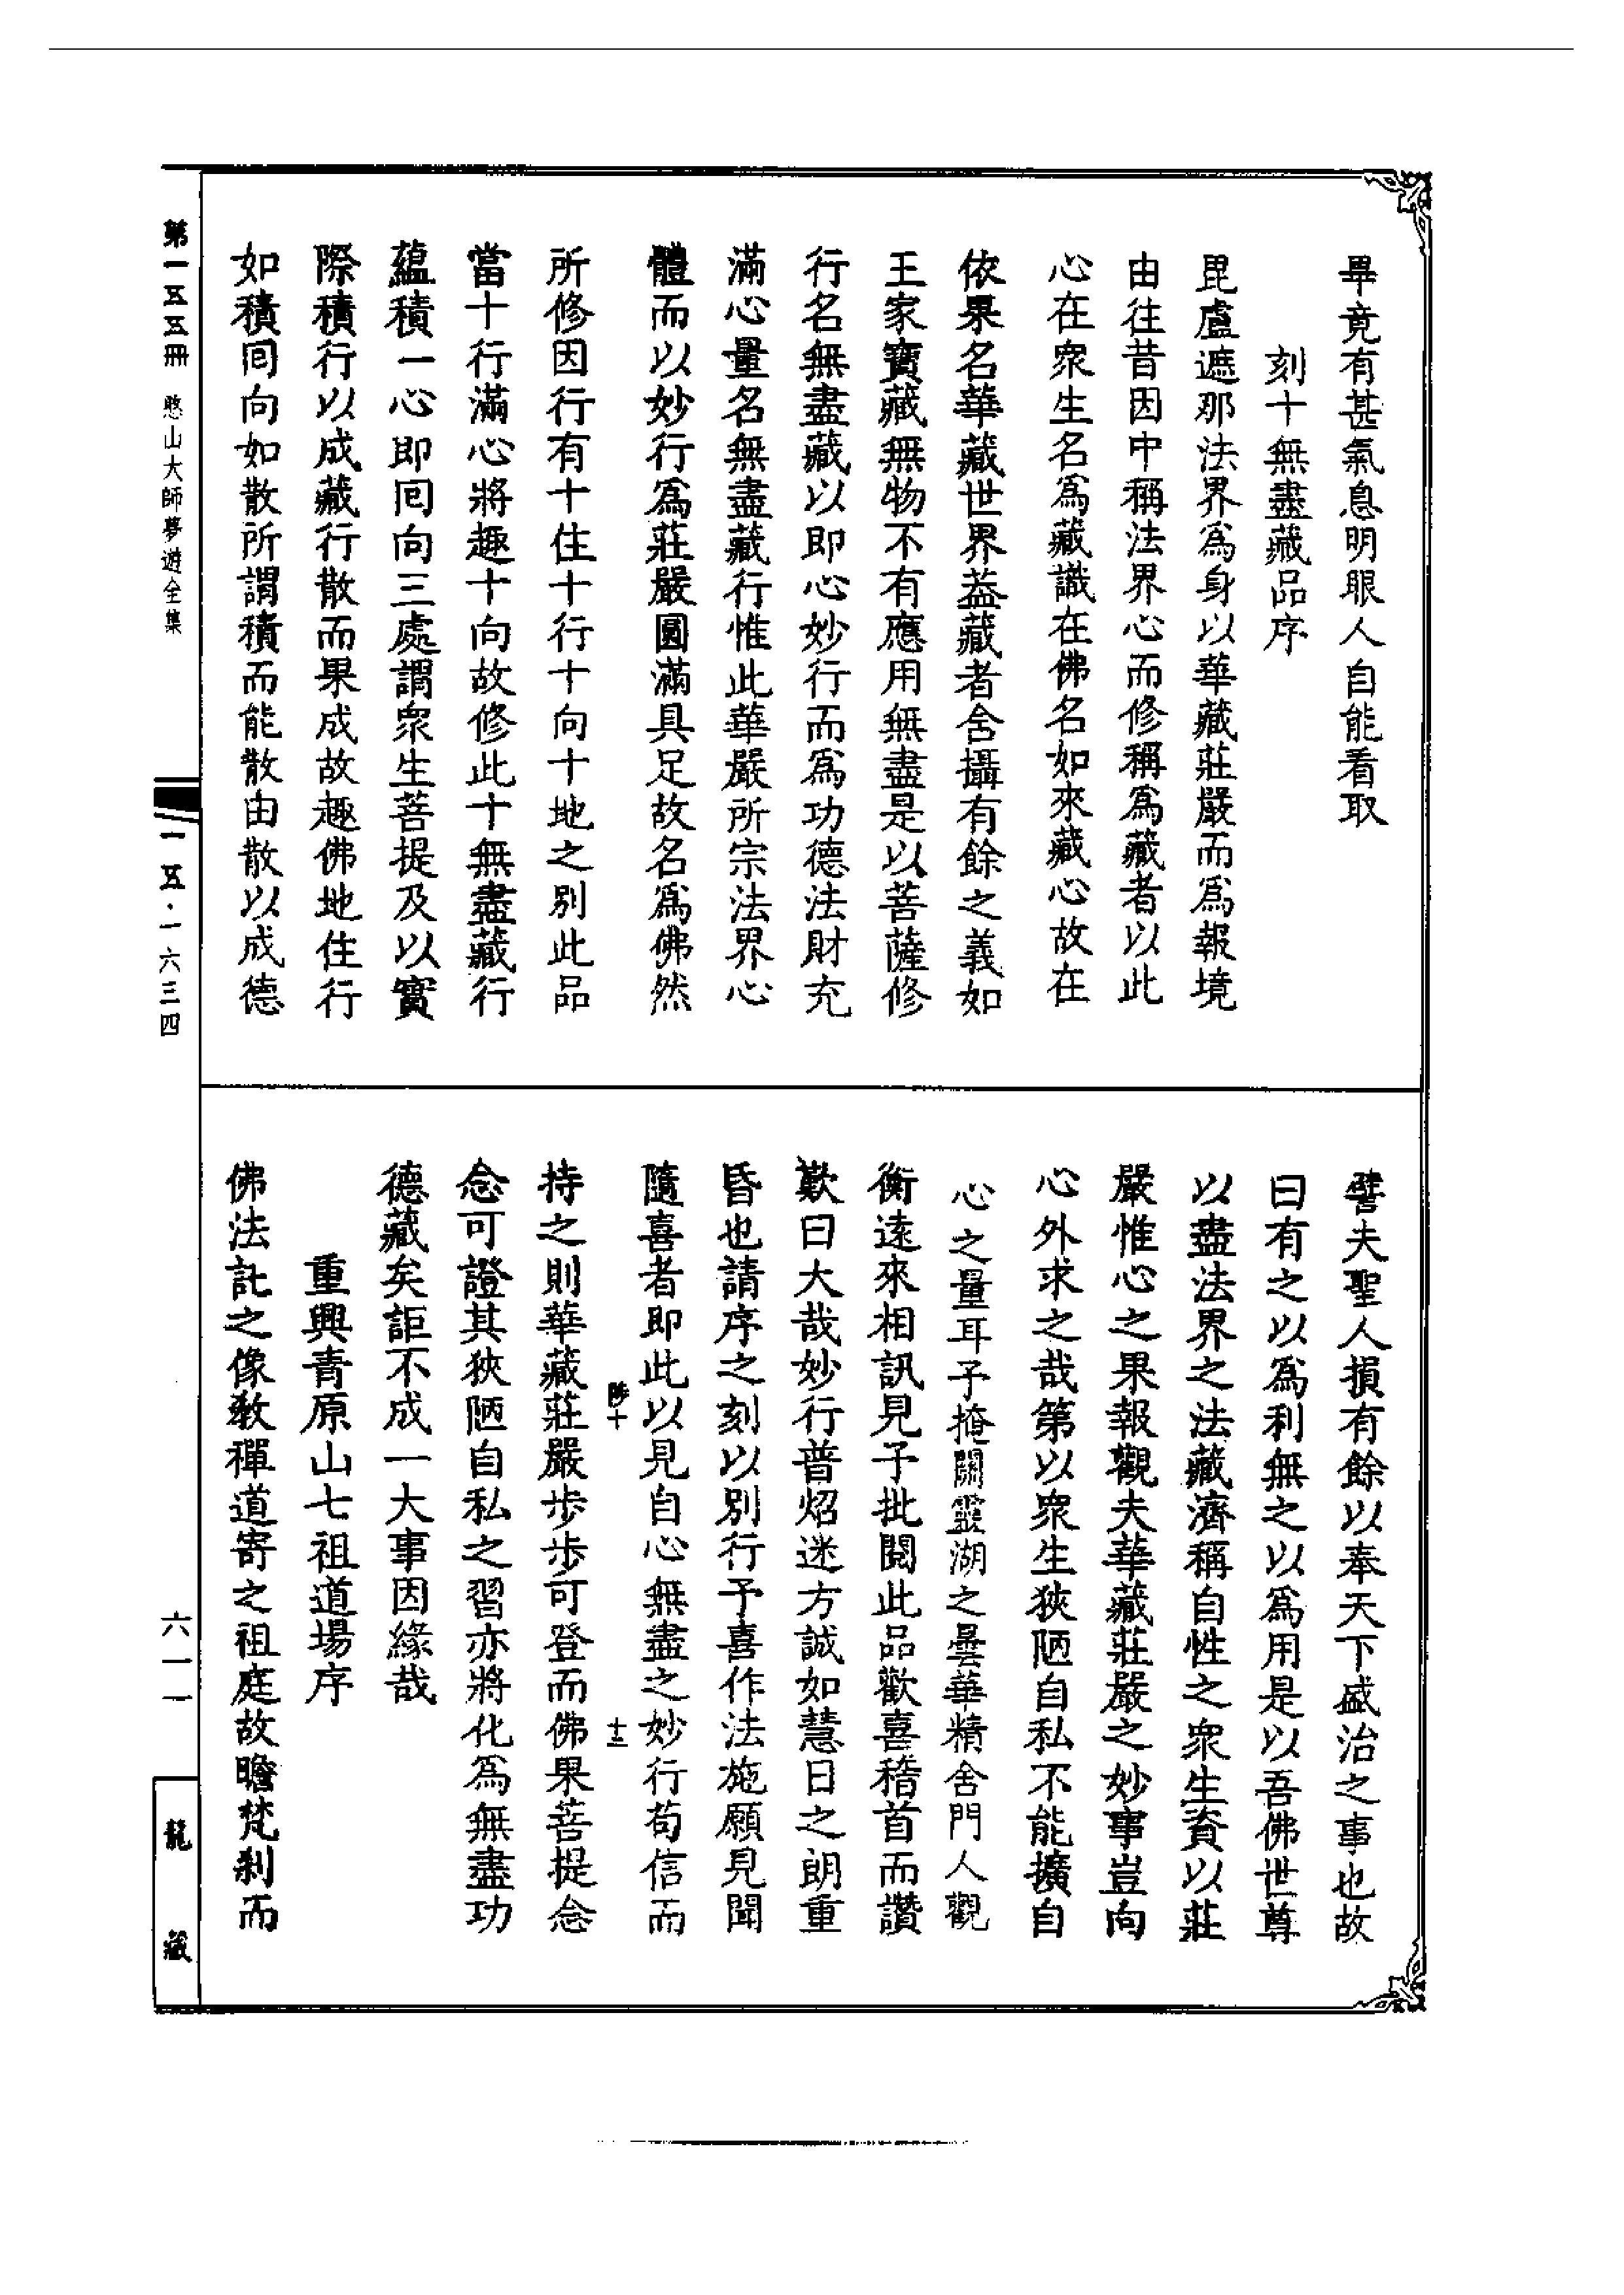 畢竟有甚氣息明眼人自能看取
刻十無盡藏品序
毘盧遮那法界爲身以華藏莊嚴而爲報境
由往昔因中稱法界心而修稱爲藏者以此
心在衆生名爲藏識在佛名如來藏心故在
依果名華藏世界葢藏者含攝有餘之義如
王家寶藏無物不有應用無盡是以菩薩修
行名無盡藏以即心妙行而爲功德法財充
滿心量名無盡藏行惟此華嚴所宗法界心
體而以妙行爲莊嚴圓滿具足故名爲佛然
所修因行有十住十行十向十地之別此品
當十行滿心將趣十向故修此十無盡藏行
蘊積一心即囘向三處謂衆生菩提及以實
際積行以成藏行散而果成故趣佛地住行
如積囘向如散所謂積而能散由散以成德
譬夫聖人損有餘以奉天下盛治之事也故
曰有之以爲利無之以爲用是以吾佛世尊
以盡法界之法藏濟稱自性之衆生資以莊
嚴惟心之果報觀夫華藏莊嚴之妙事豈向
心外求之哉第以衆生狹陋自私不能擴自
心之量耳予掩關靈湖之曇華精舍門人觀
衡遠來相訊見予批閱此品歡喜稽首而讚
歎曰大哉妙行普炤迷方誠如慧日之朗重
昏也請序之刻以別行予喜作法施願見聞
隨喜者即此以見自心無盡之妙行苟信而
陟十 十三
持之則華藏莊嚴步步可登而佛果菩提念
念可證其狹陋自私之習亦將化爲無盡功
德藏矣詎不成一大事因緣哉
重興青原山七祖道場序
佛法託之像教禪道寄之祖庭故瞻梵剎而
第一五五冊 憨山大師夢遊全集
一五·一六三四
六一一
龍藏